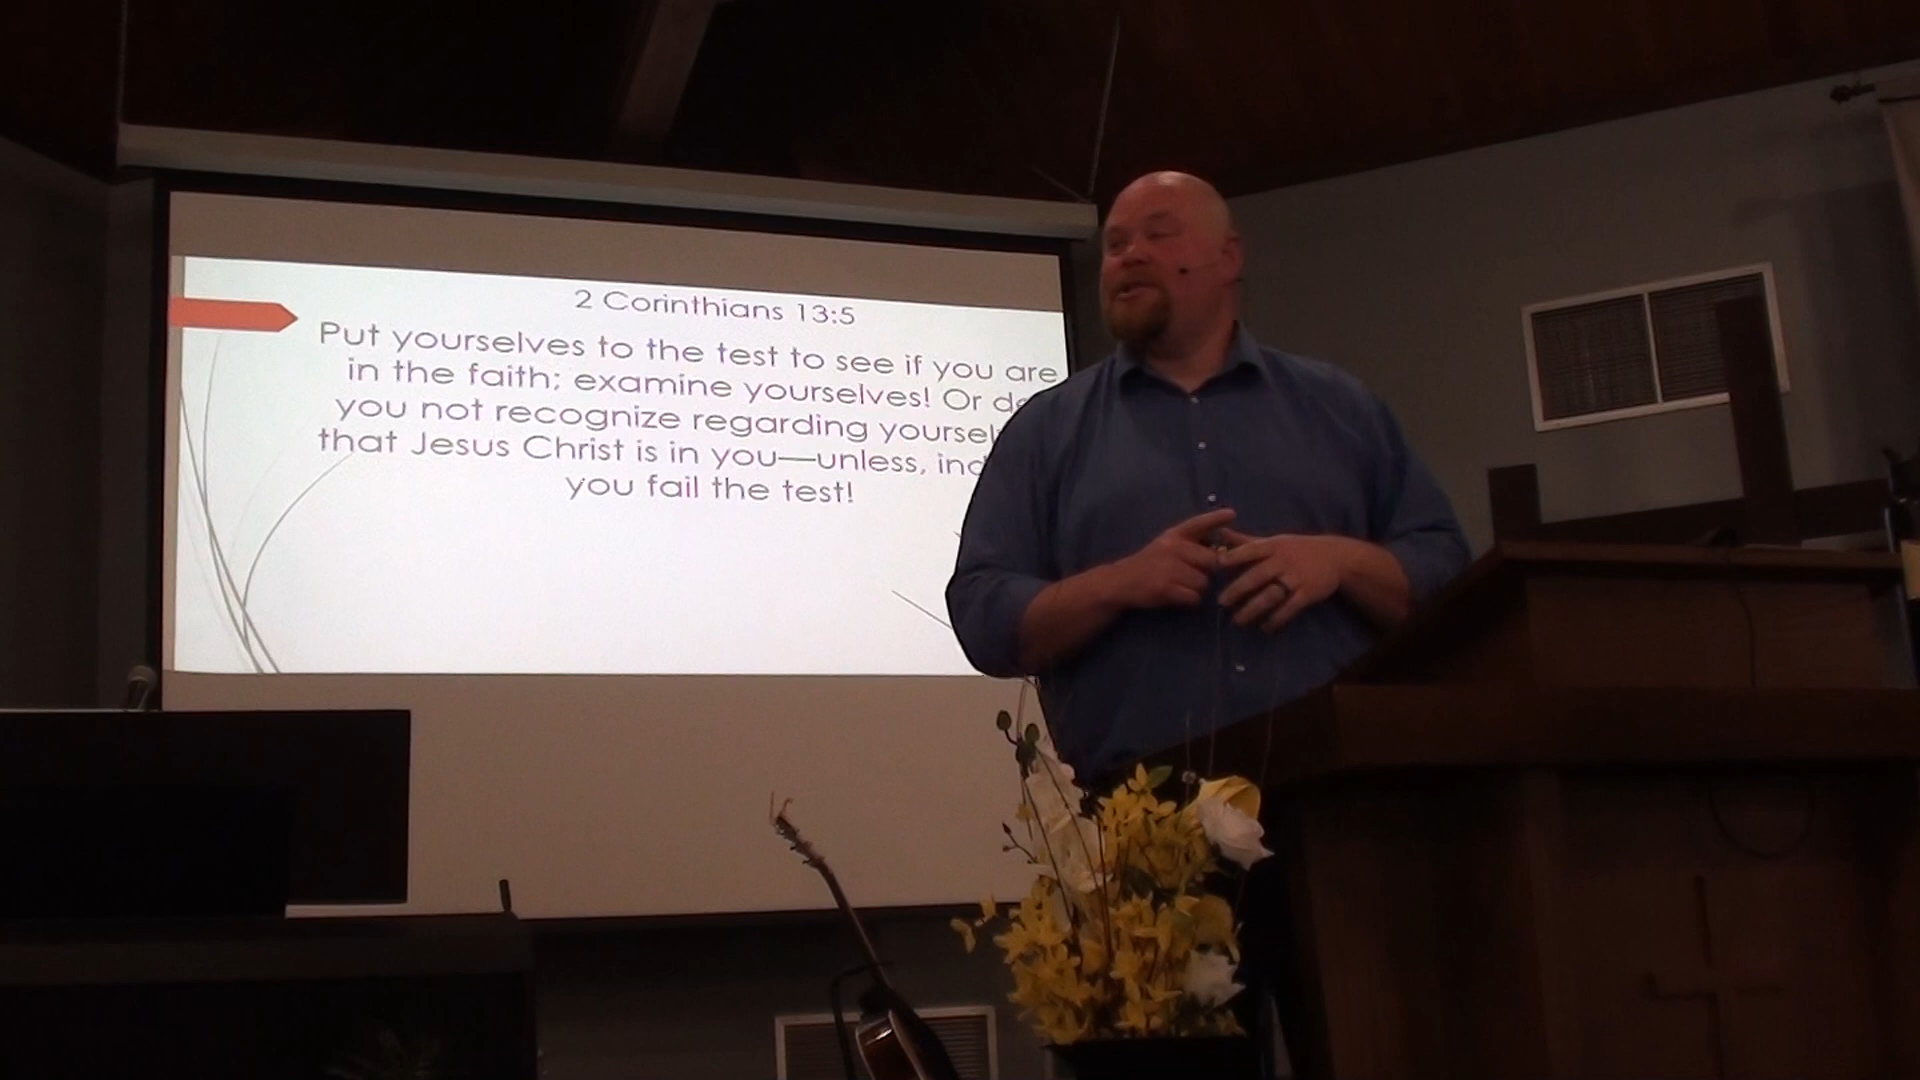 2 Corinthians 13:5
Put yourselves to the test to see if you are
in the faith; examine yourselves! Or do
you not recognize regarding yoursel
that Jesus Christ is in you—unless, ind
you fail the test!